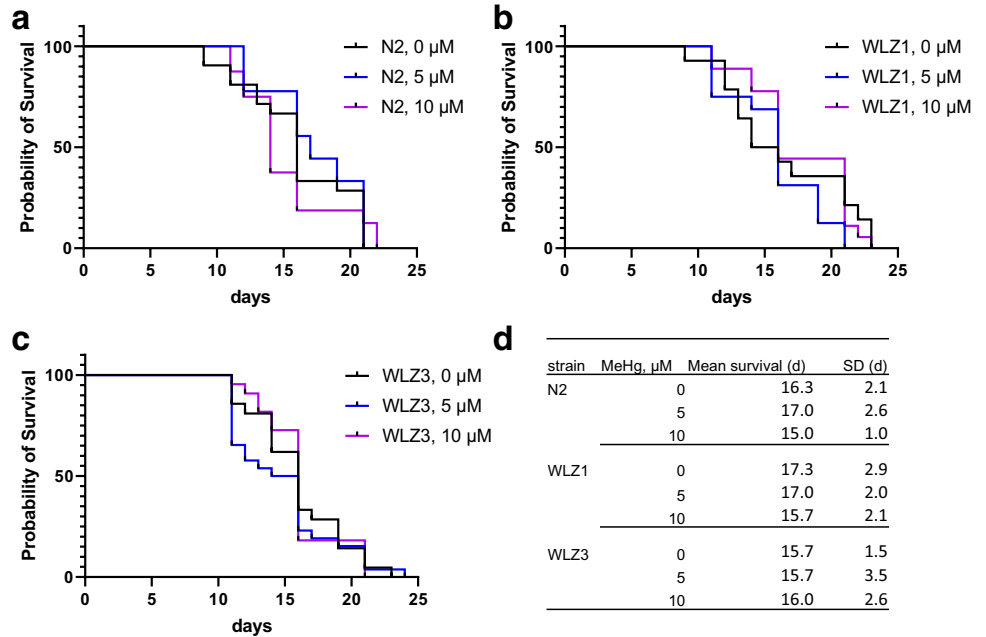 a
N2, 0 µM
N2, 5 µM
N2, 10 µM
Probability of Survival
100
50
0
0 5 10 15 20 25
days
b
WLZ1, 0 µM
WLZ1, 5 µM
WLZ1, 10 µM
Probability of Survival
100
50
0
0 5 10 15 20 25
days
c
WLZ3, 0 µM
WLZ3, 5 µM
WLZ3, 10 µM
Probability of Survival
100
50
0
0 5 10 15 20 25
days
d
strain MeHg, µM Mean survival (d) SD (d)
N2 0 16.3 2.1
5 17.0 2.6
10 15.0 1.0
WLZ1 0 17.3 2.9
5 17.0 2.0
10 15.7 2.1
WLZ3 0 15.7 1.5
5 15.7 3.5
10 16.0 2.6